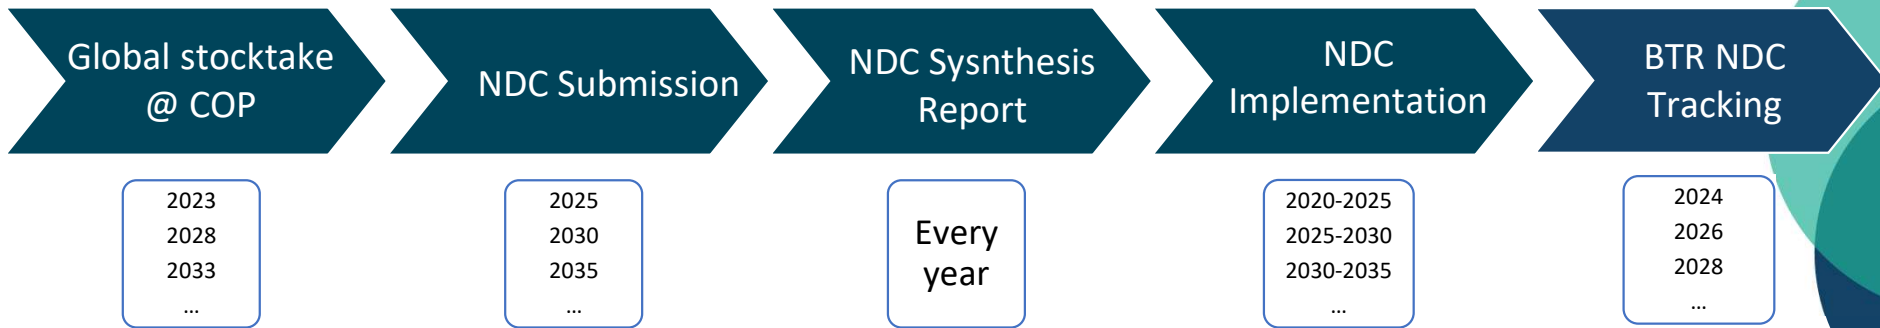 Global stocktake
@ COP
NDC Submission
NDC Sysnthesis
Report
NDC
Implementation
BTR NDC
Tracking
2023
2028
2033
...
2025
2030
2035
...
Every
year
2020-2025
2025-2030
2030-2035
...
2024
2026
2028
...